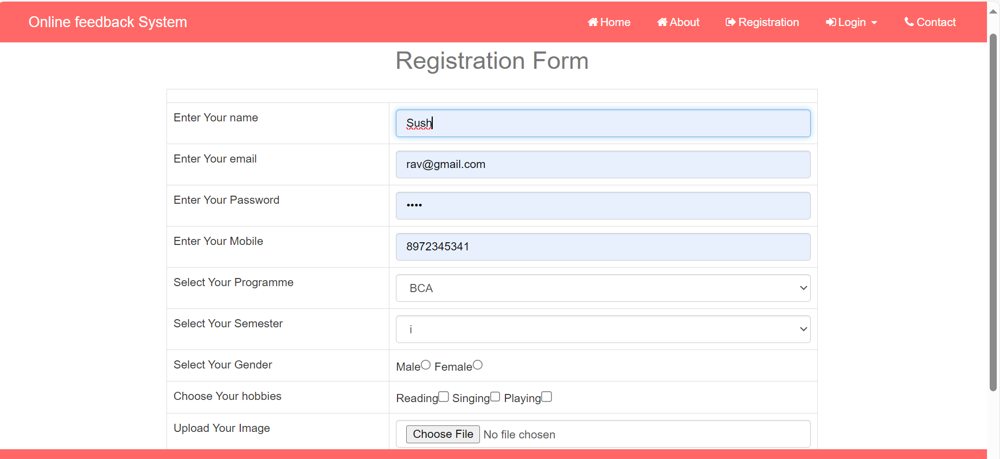 Online feedback System Home About Registration Login Contact
Registration Form
Enter Your name Sush
Enter Your email rav@gmail.com
Enter Your Password ••••
Enter Your Mobile 8972345341
Select Your Programme BCA
Select Your Semester i
Select Your Gender Male Female
Choose Your hobbies Reading Singing Playing
Upload Your Image Choose File No file chosen